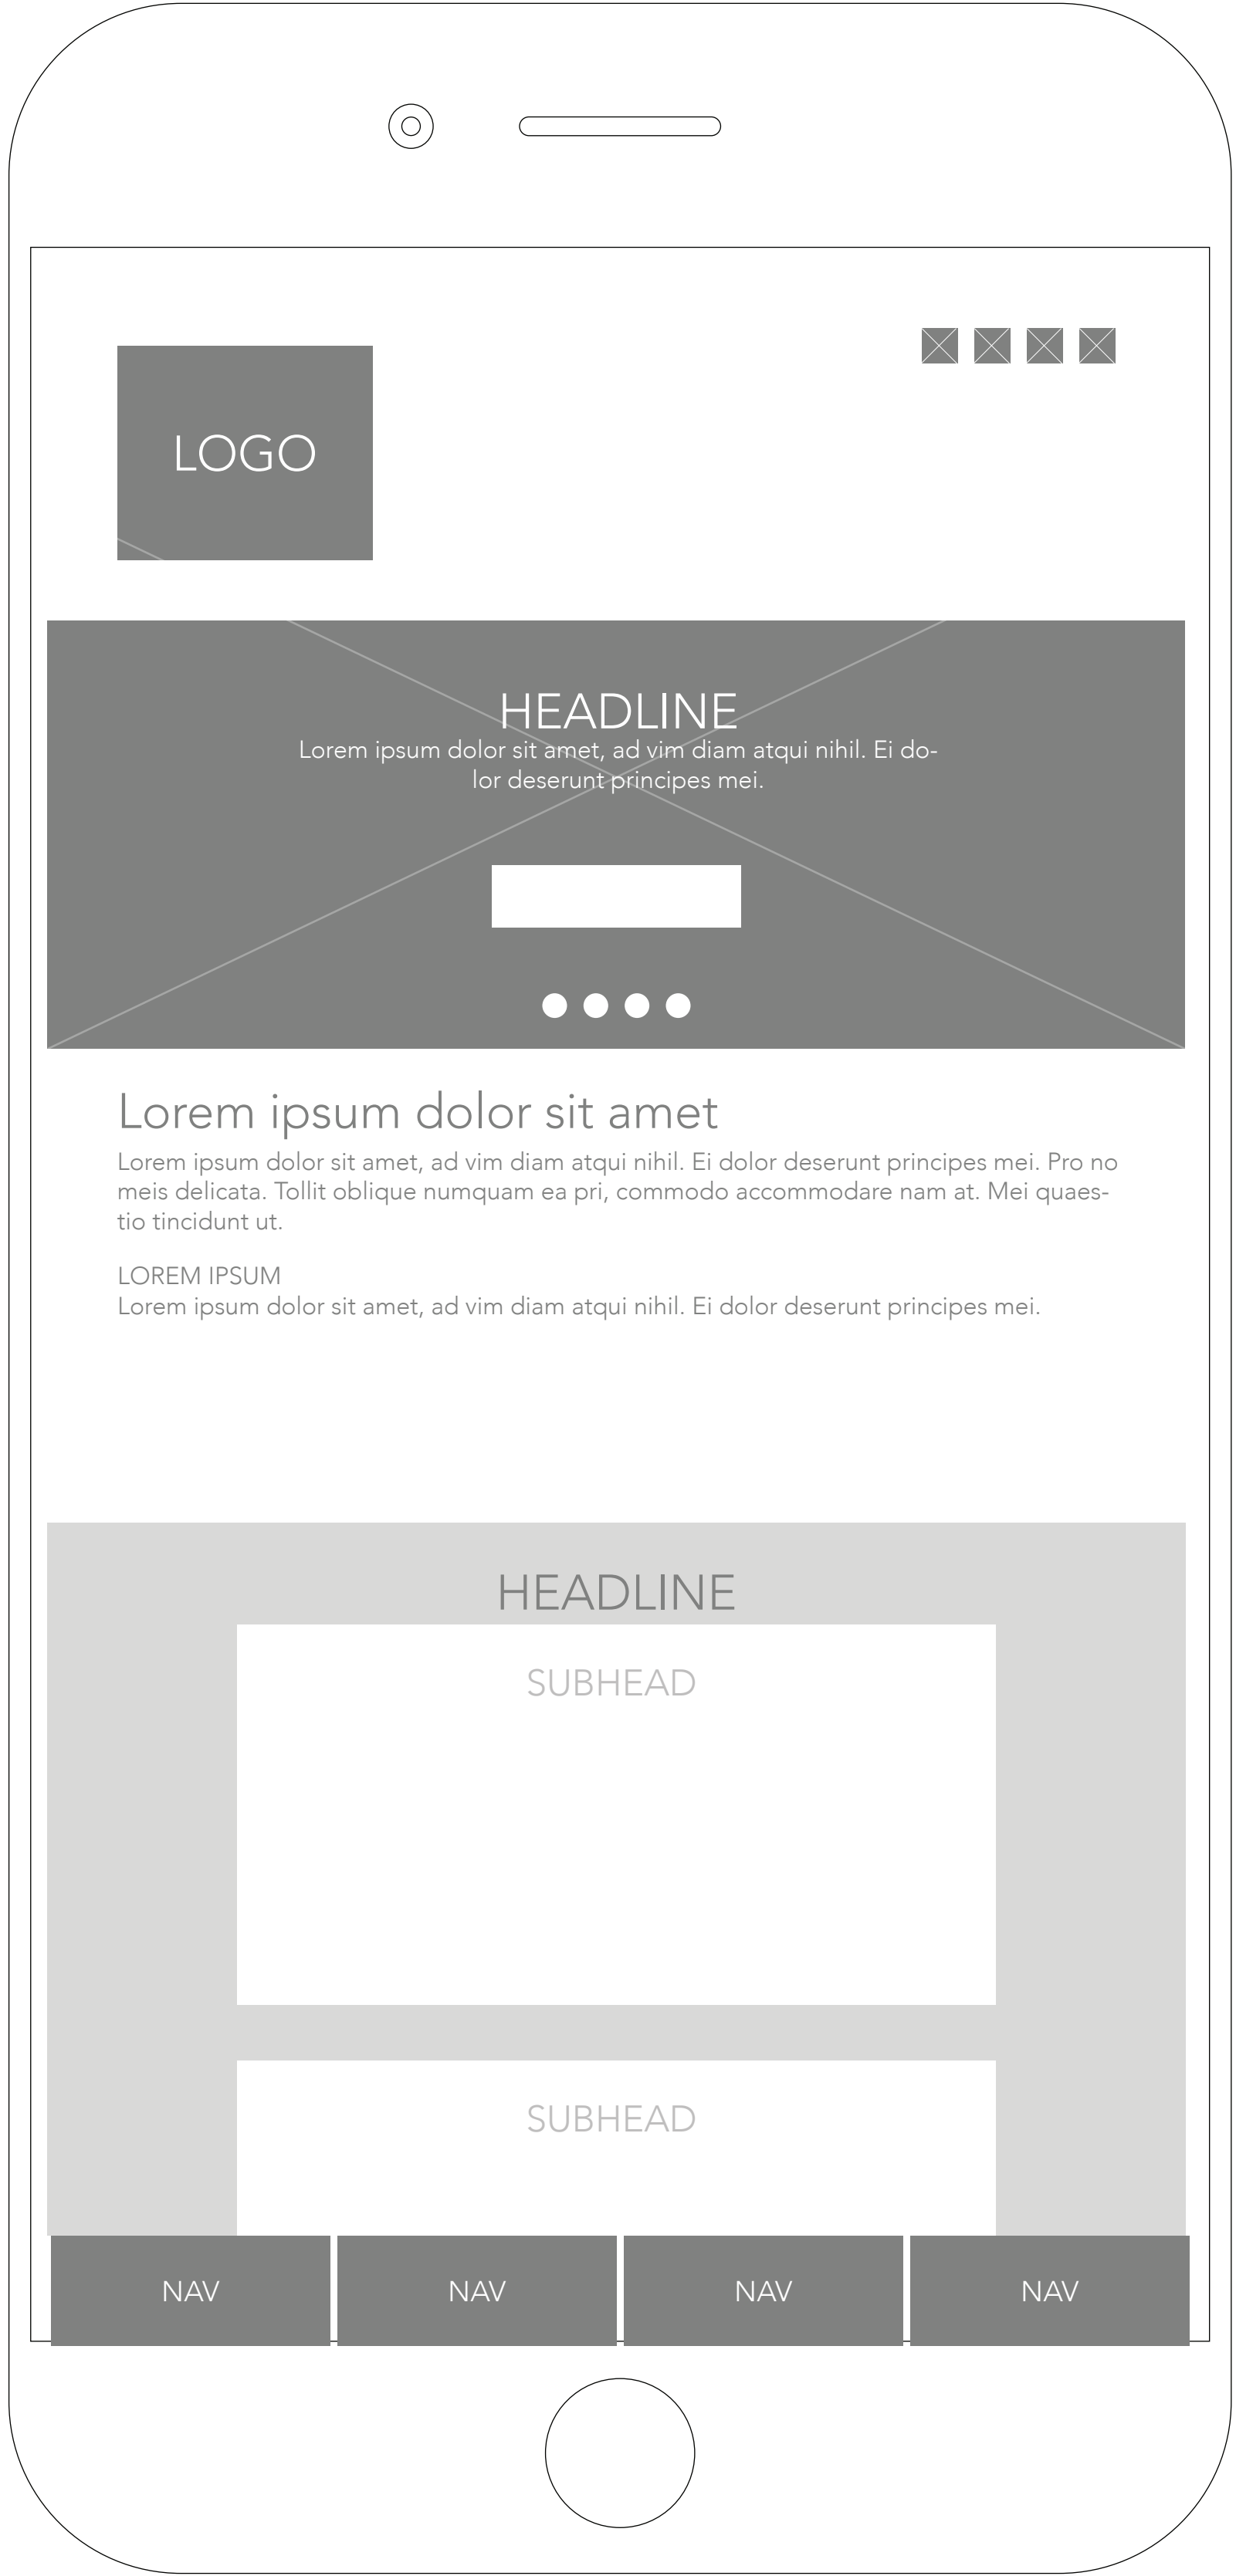 LOGO
HEADLINE
Lorem ipsum dolor sit amet, ad vim diam atqui nihil. Ei do-
lor deserunt principes mei.
Lorem ipsum dolor sit amet
Lorem ipsum dolor sit amet, ad vim diam atqui nihil. Ei dolor deserunt principes mei. Pro no
meis delicata. Tollit oblique numquam ea pri, commodo accommodare nam at. Mei quaes-
tio tincidunt ut.
LOREM IPSUM
Lorem ipsum dolor sit amet, ad vim diam atqui nihil. Ei dolor deserunt principes mei.
HEADLINE
SUBHEAD
SUBHEAD
NAV NAV NAV NAV